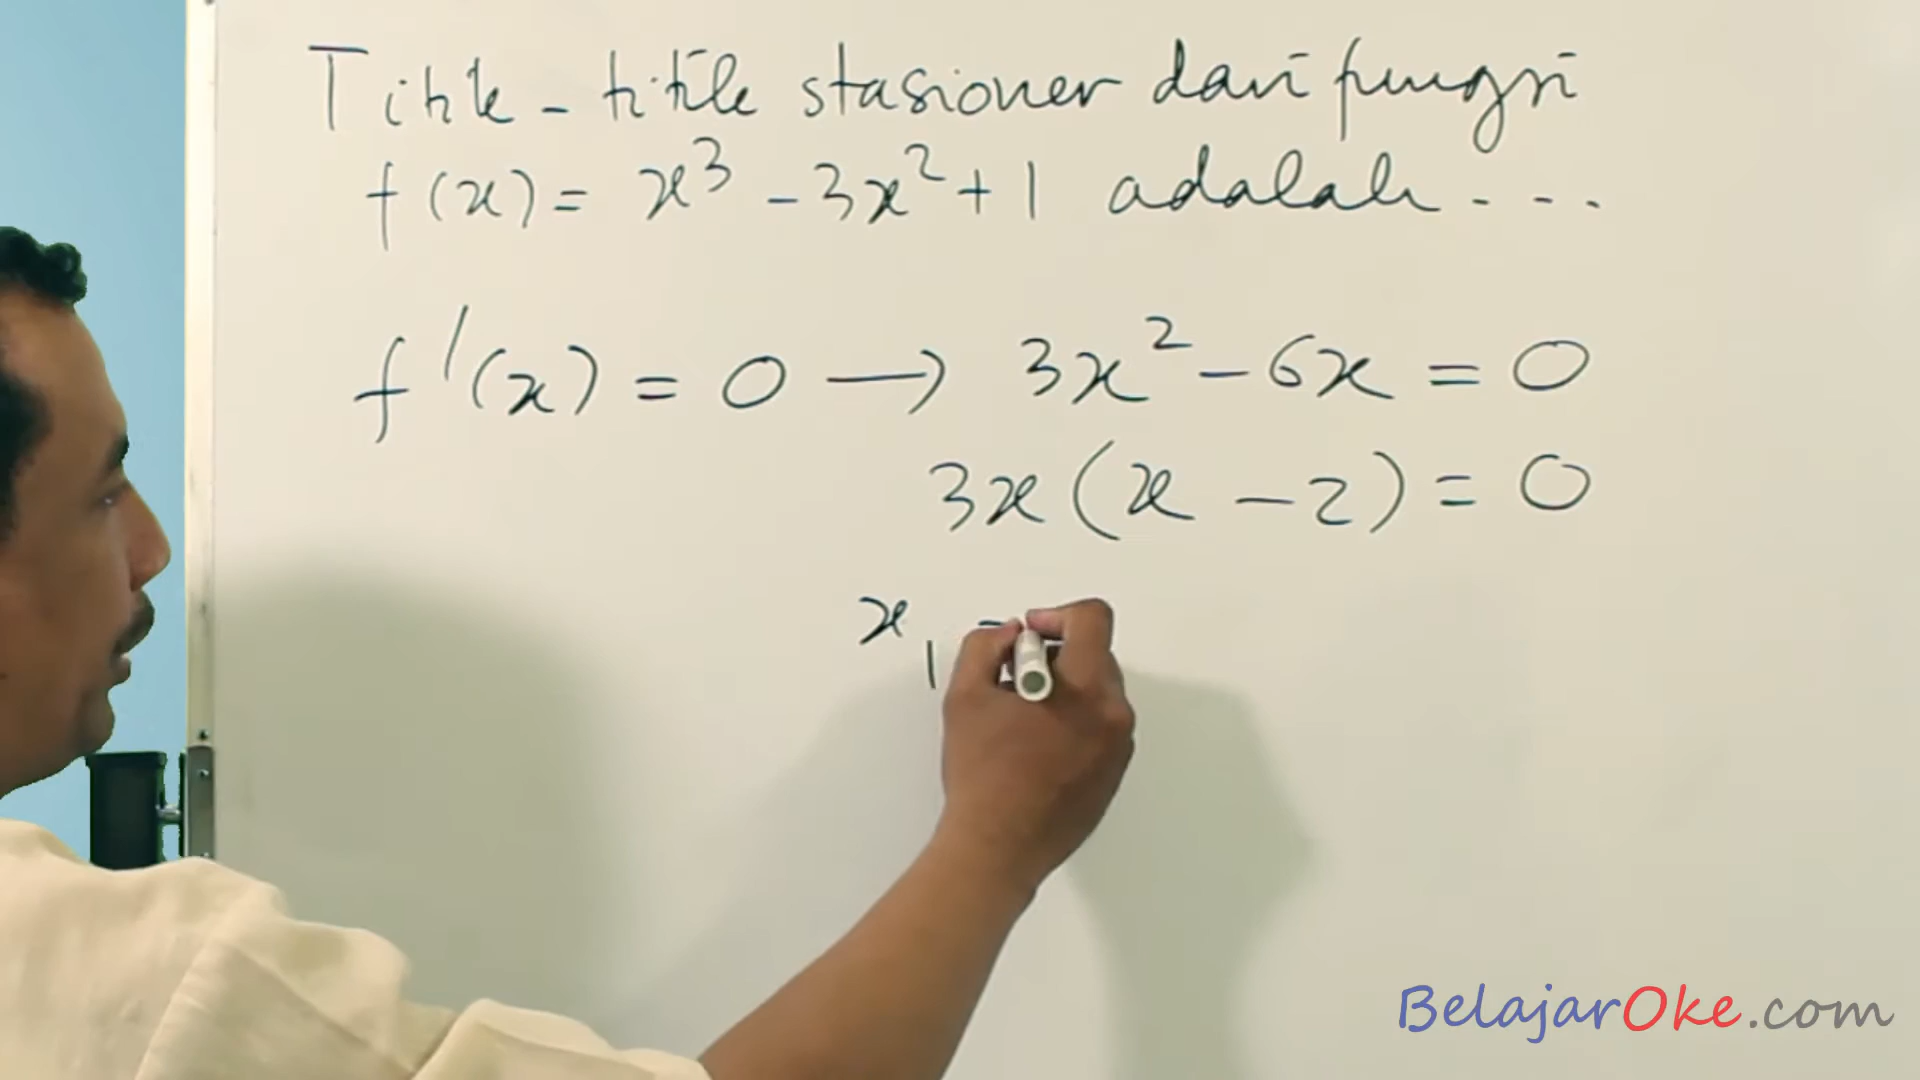 Titik - titik stasioner dari fungsi
f(x) = x³ - 3x² + 1 adalah ...
f'(x) = 0 → 3x² - 6x = 0
3x(x - 2) = 0
x₁ =
BelajarOke.com